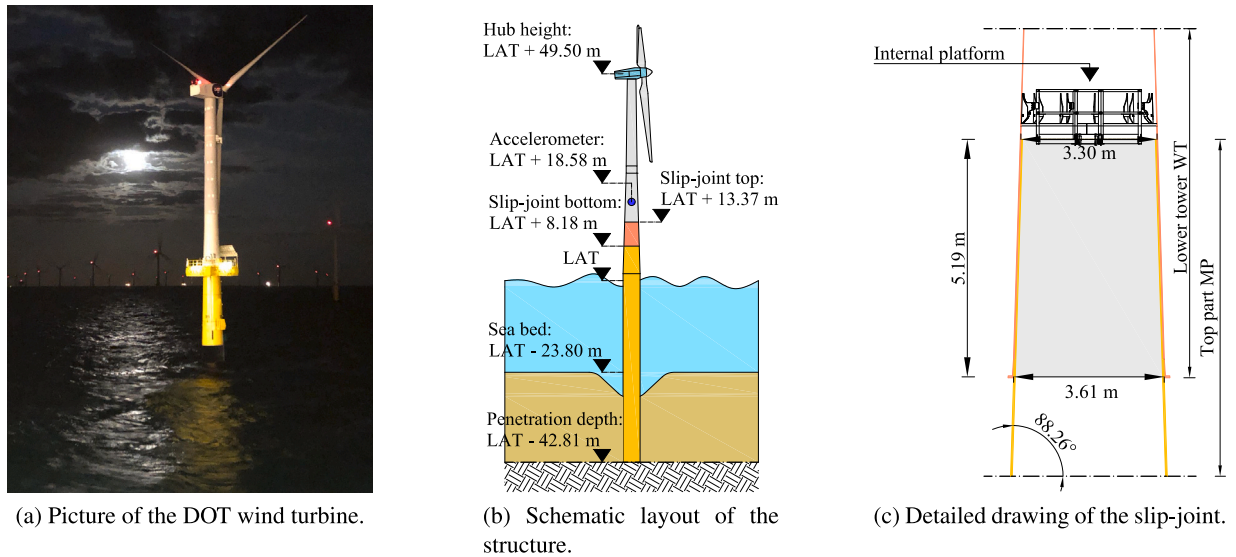 Hub height:
LAT + 49.50 m
Accelerometer:
LAT + 18.58 m
Slip-joint top:
LAT + 13.37 m
Slip-joint bottom:
LAT + 8.18 m
LAT
Sea bed:
LAT - 23.80 m
Penetration depth:
LAT - 42.81 m
Internal platform
3.30 m
5.19 m
Lower tower WT
Top part MP
3.61 m
88.26°
(a) Picture of the DOT wind turbine.
(b) Schematic layout of the
structure.
(c) Detailed drawing of the slip-joint.